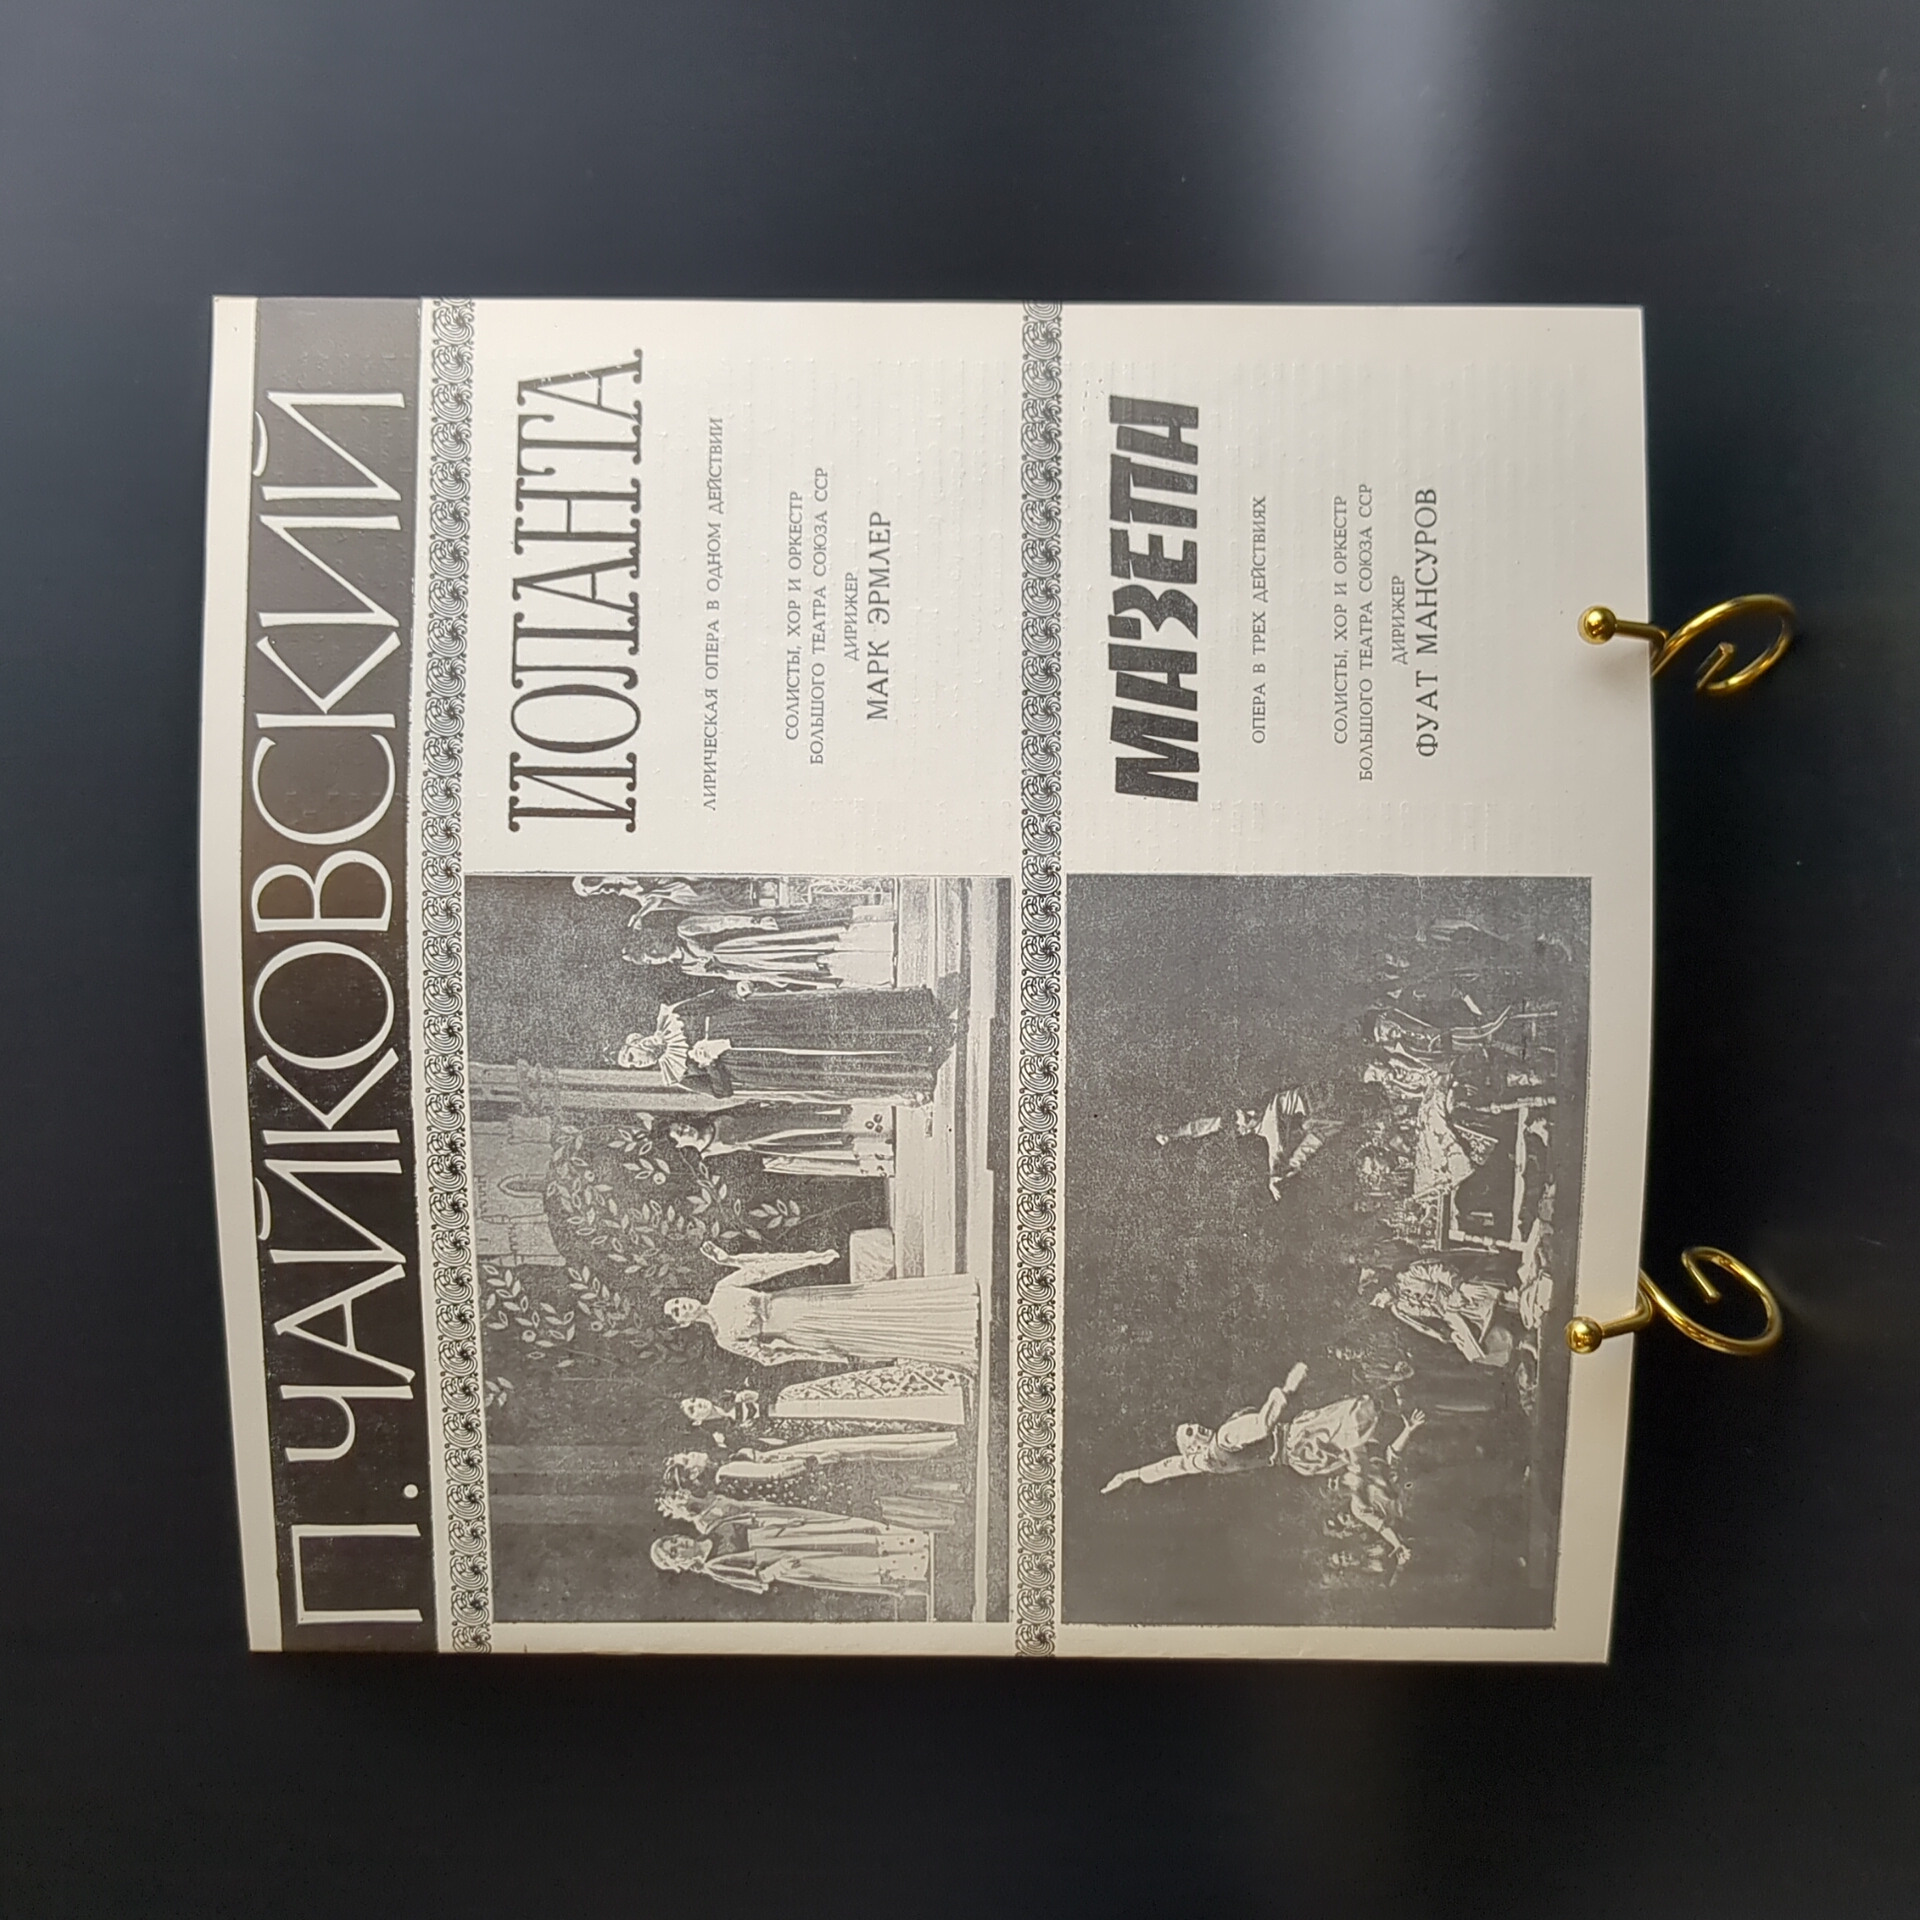 П. ЧАЙКОВСКИЙ
ИОЛАНТА
ЛИРИЧЕСКАЯ ОПЕРА В ОДНОМ ДЕЙСТВИИ
СОЛИСТЫ, ХОР И ОРКЕСТР
БОЛЬШОГО ТЕАТРА СОЮЗА ССР
ДИРИЖЕР
МАРК ЭРМЛЕР
МАЗЕПА
ОПЕРА В ТРЕХ ДЕЙСТВИЯХ
СОЛИСТЫ, ХОР И ОРКЕСТР
БОЛЬШОГО ТЕАТРА СОЮЗА ССР
ДИРИЖЕР
ФУАТ МАНСУРОВ